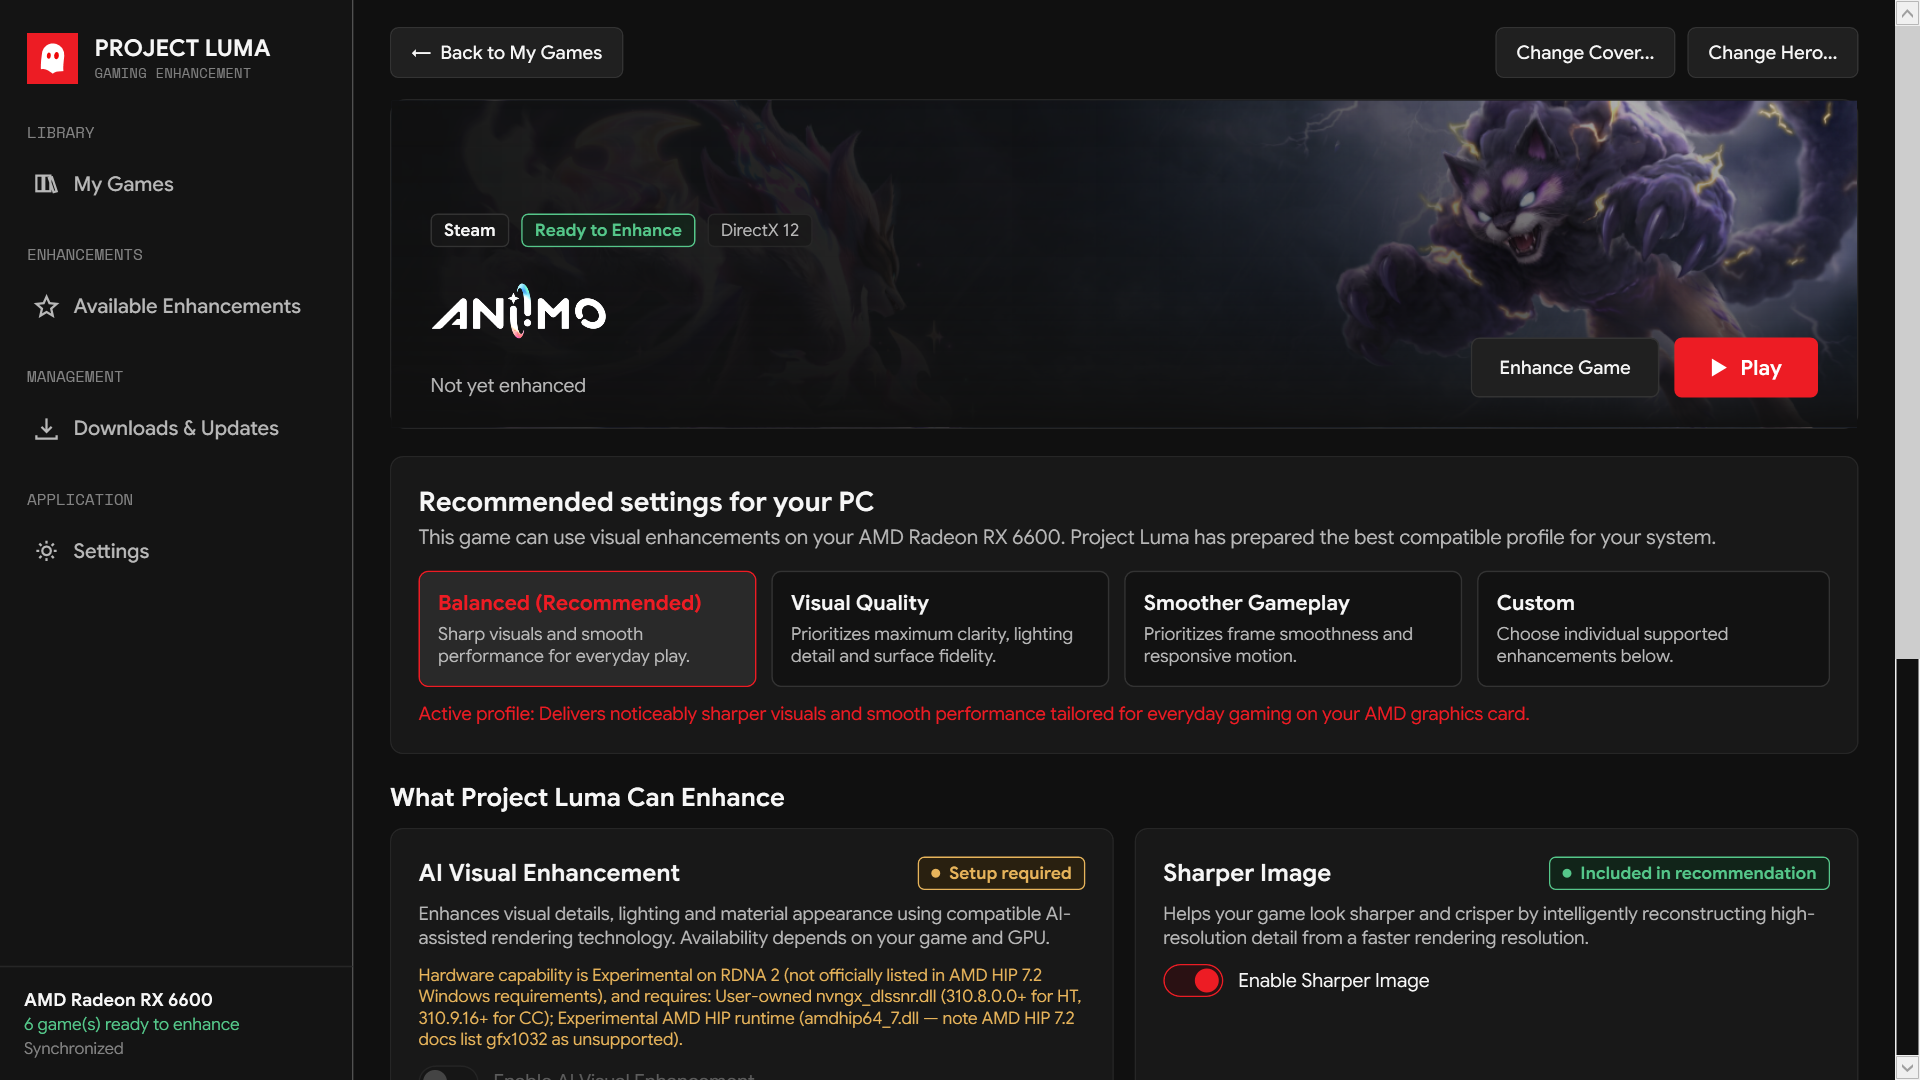 PROJECT LUMA
GAMING ENHANCEMENT
LIBRARY
My Games
ENHANCEMENTS
Available Enhancements
MANAGEMENT
Downloads & Updates
APPLICATION
Settings
AMD Radeon RX 6600
6 game(s) ready to enhance
Synchronized
← Back to My Games
Change Cover...
Change Hero...
Steam
Ready to Enhance
DirectX 12
ANiIMO
Not yet enhanced
Enhance Game
Play
Recommended settings for your PC
This game can use visual enhancements on your AMD Radeon RX 6600. Project Luma has prepared the best compatible profile for your system.
Balanced (Recommended)
Sharp visuals and smooth
performance for everyday play.
Visual Quality
Prioritizes maximum clarity, lighting
detail and surface fidelity.
Smoother Gameplay
Prioritizes frame smoothness and
responsive motion.
Custom
Choose individual supported
enhancements below.
Active profile: Delivers noticeably sharper visuals and smooth performance tailored for everyday gaming on your AMD graphics card.
What Project Luma Can Enhance
AI Visual Enhancement
Setup required
Enhances visual details, lighting and material appearance using compatible AI-
assisted rendering technology. Availability depends on your game and GPU.
Hardware capability is Experimental on RDNA 2 (not officially listed in AMD HIP 7.2
Windows requirements), and requires: User-owned nvngx_dlssnr.dll (310.8.0.0+ for HT,
310.9.16+ for CC); Experimental AMD HIP runtime (amdhip64_7.dll — note AMD HIP 7.2
docs list gfx1032 as unsupported).
Enable AI Visual Enhancement
Sharper Image
Included in recommendation
Helps your game look sharper and crisper by intelligently reconstructing high-
resolution detail from a faster rendering resolution.
Enable Sharper Image